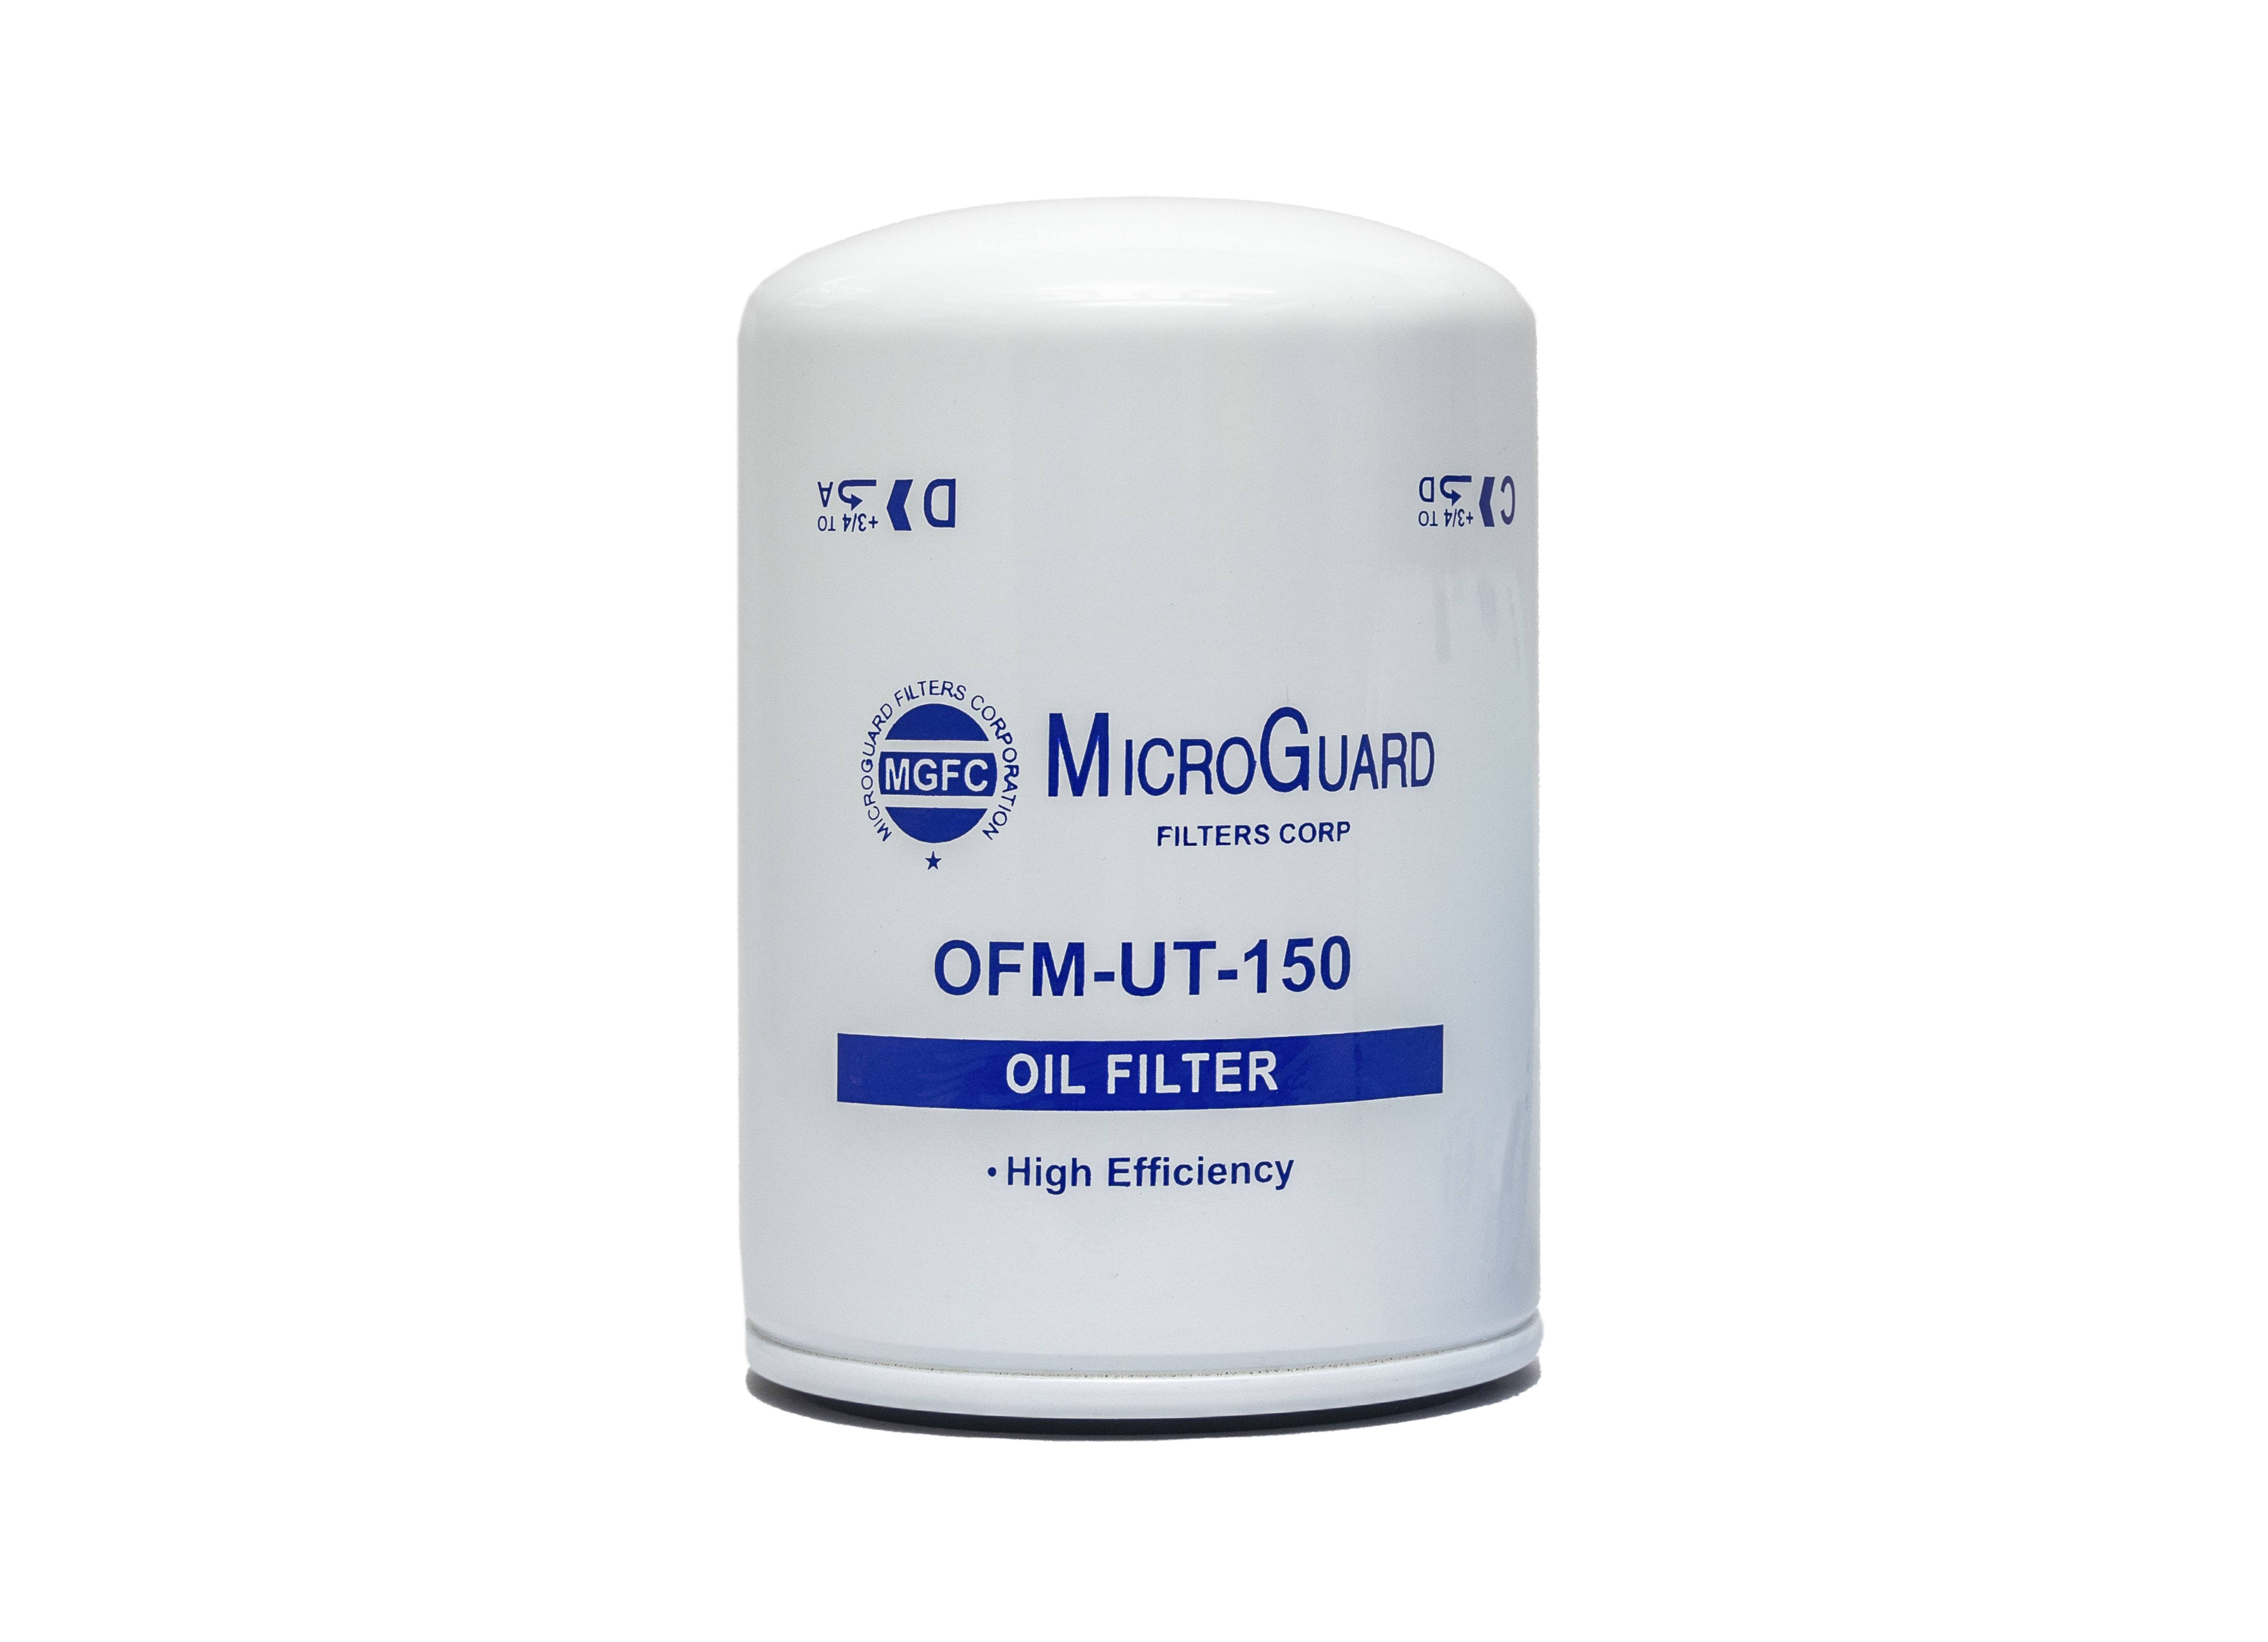 D
+3/4 TO A
C
+3/4 TO D
MICROGUARD FILTERS CORPORATION
MGFC
MICROGUARD
FILTERS CORP
OFM-UT-150
OIL FILTER
• High Efficiency